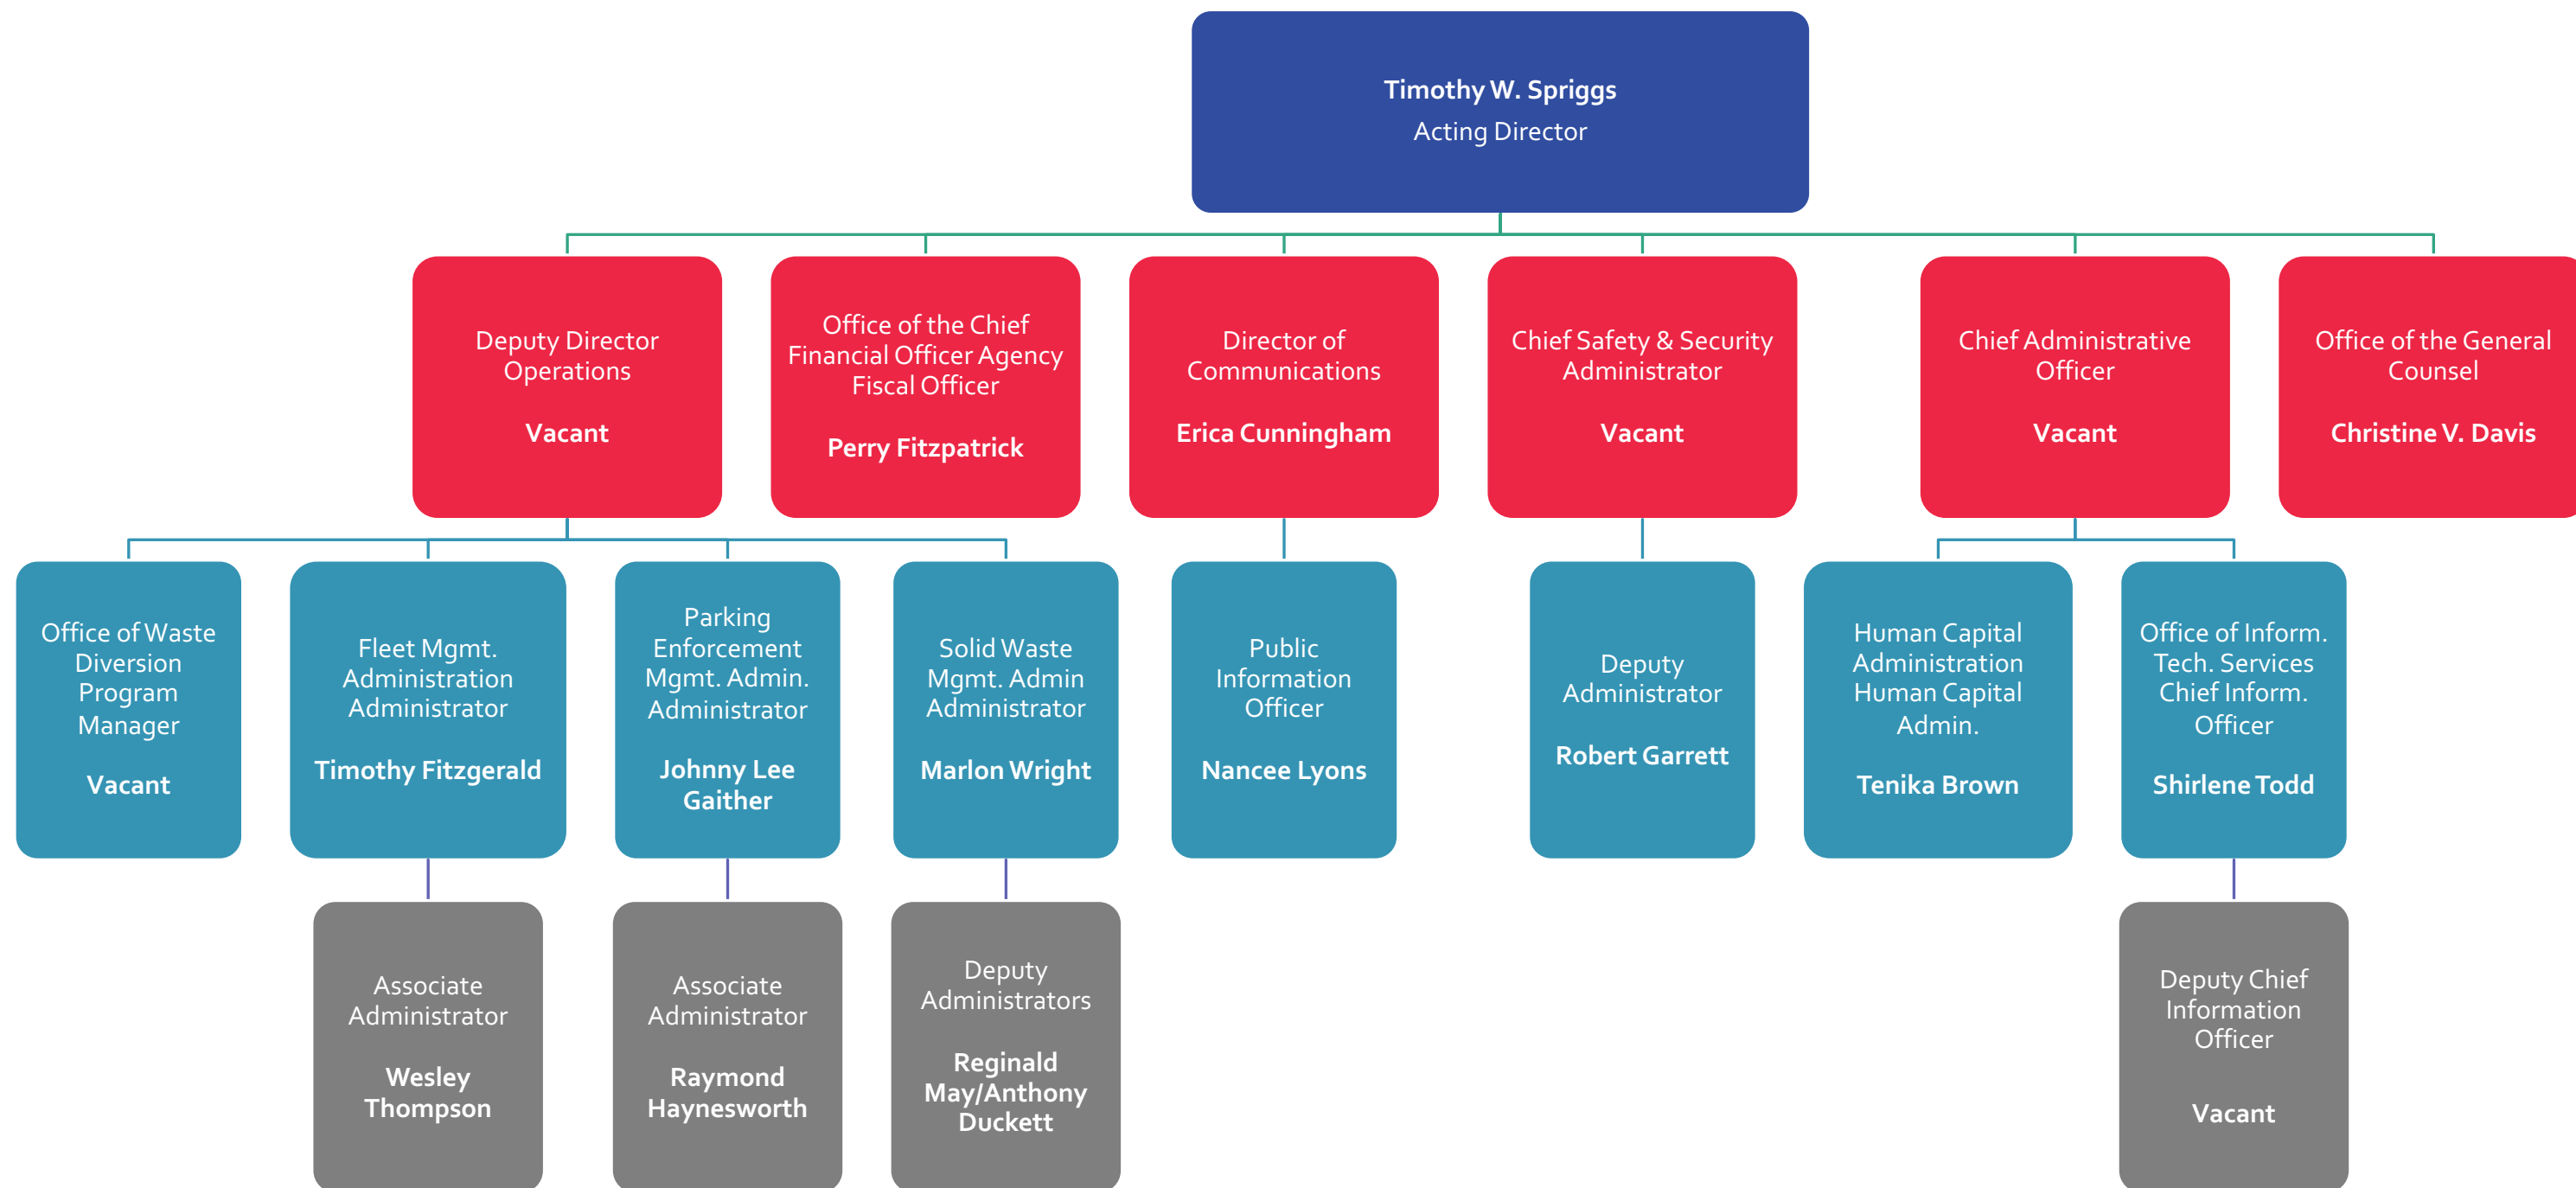 Timothy W. Spriggs
Acting Director
Deputy Director
Operations
Vacant
Office of the Chief
Financial Officer Agency
Fiscal Officer
Perry Fitzpatrick
Director of
Communications
Erica Cunningham
Chief Safety & Security
Administrator
Vacant
Chief Administrative
Officer
Vacant
Office of the General
Counsel
Christine V. Davis
Office of Waste
Diversion
Program
Manager
Vacant
Fleet Mgmt.
Administration
Administrator
Timothy Fitzgerald
Parking
Enforcement
Mgmt. Admin.
Administrator
Johnny Lee
Gaither
Solid Waste
Mgmt. Admin
Administrator
Marlon Wright
Public
Information
Officer
Nancee Lyons
Deputy
Administrator
Robert Garrett
Human Capital
Administration
Human Capital
Admin.
Tenika Brown
Office of Inform.
Tech. Services
Chief Inform.
Officer
Shirlene Todd
Associate
Administrator
Wesley
Thompson
Associate
Administrator
Raymond
Haynesworth
Deputy
Administrators
Reginald
May/Anthony
Duckett
Deputy Chief
Information
Officer
Vacant